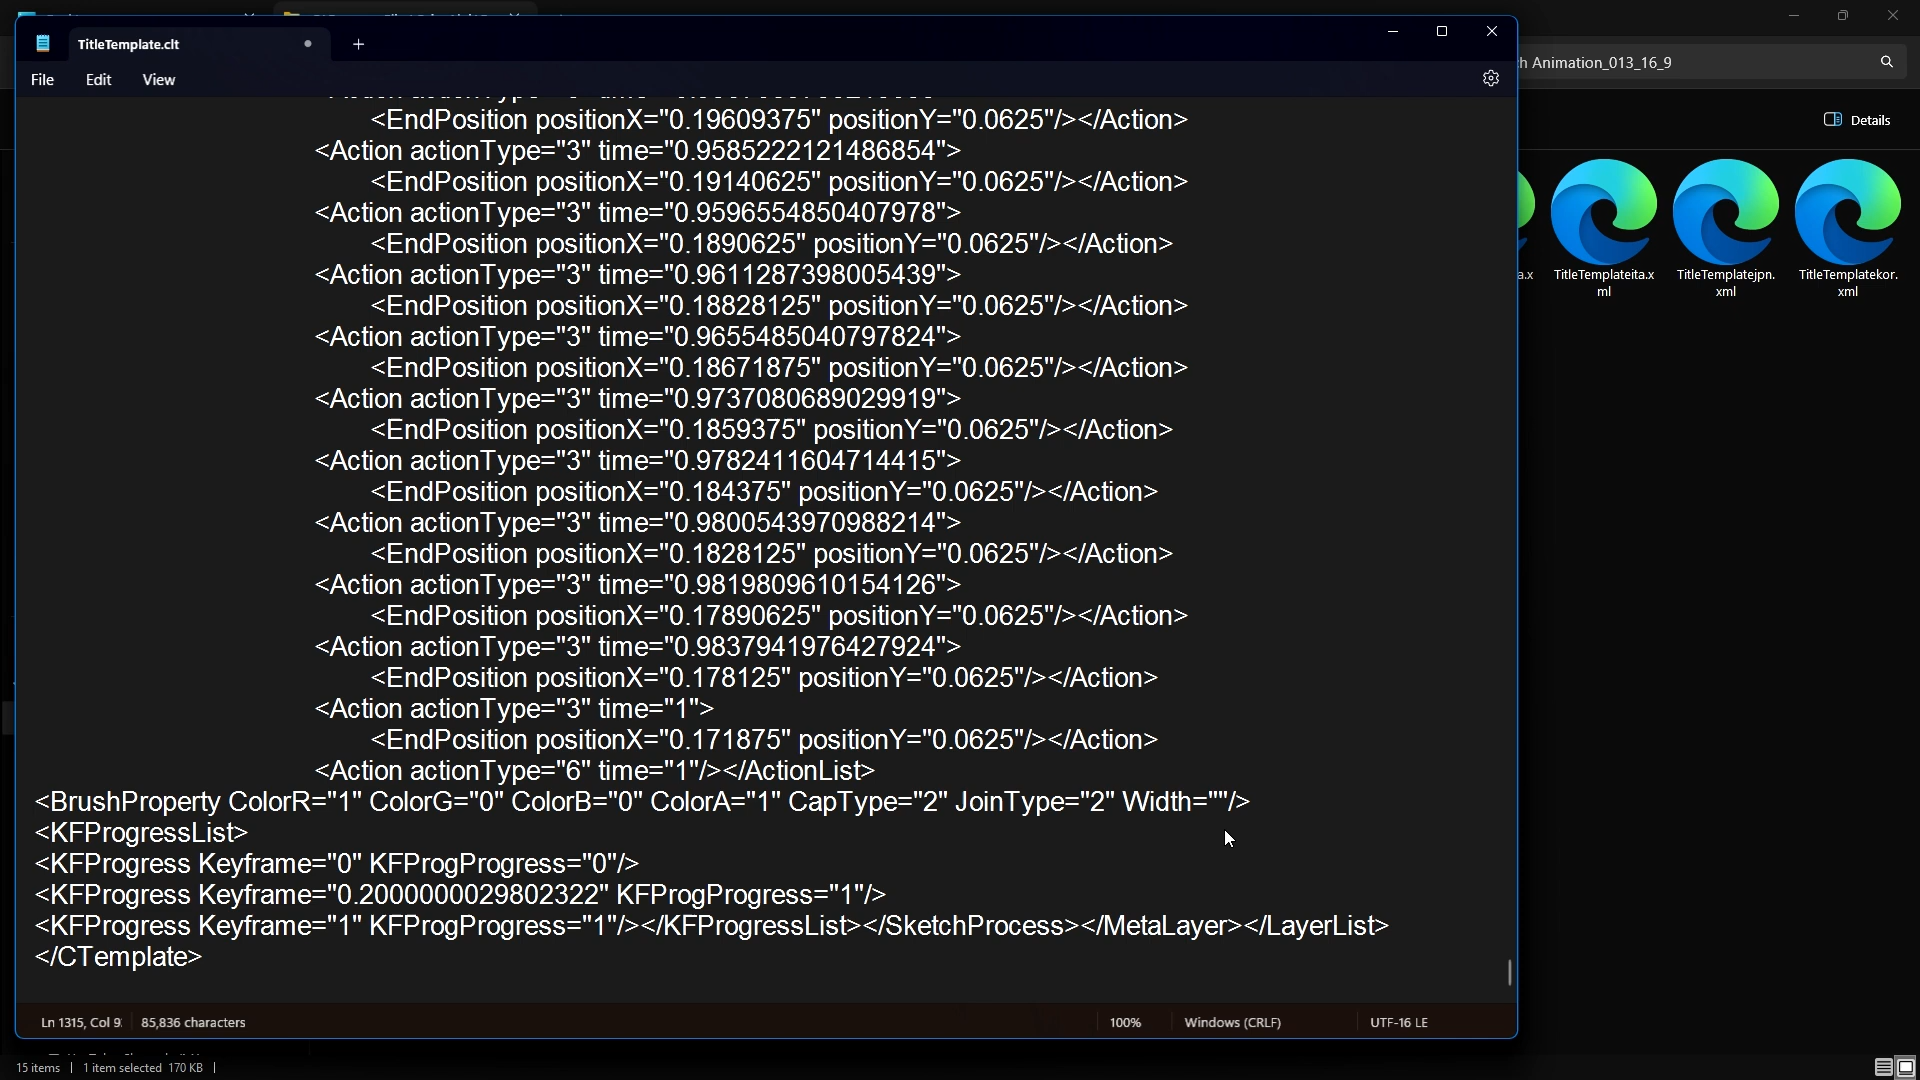 TitleTemplate.clt
File Edit View
h Animation_013_16_9
Details
<EndPosition positionX="0.19609375" positionY="0.0625"/></Action>
<Action actionType="3" time="0.9585222121486854">
<EndPosition positionX="0.19140625" positionY="0.0625"/></Action>
<Action actionType="3" time="0.9596554850407978">
<EndPosition positionX="0.1890625" positionY="0.0625"/></Action>
<Action actionType="3" time="0.9611287398005439">
<EndPosition positionX="0.18828125" positionY="0.0625"/></Action>
<Action actionType="3" time="0.9655485040797824">
<EndPosition positionX="0.18671875" positionY="0.0625"/></Action>
<Action actionType="3" time="0.9737080689029919">
<EndPosition positionX="0.1859375" positionY="0.0625"/></Action>
<Action actionType="3" time="0.9782411604714415">
<EndPosition positionX="0.184375" positionY="0.0625"/></Action>
<Action actionType="3" time="0.9800543970988214">
<EndPosition positionX="0.1828125" positionY="0.0625"/></Action>
<Action actionType="3" time="0.9819809610154126">
<EndPosition positionX="0.17890625" positionY="0.0625"/></Action>
<Action actionType="3" time="0.9837941976427924">
<EndPosition positionX="0.178125" positionY="0.0625"/></Action>
<Action actionType="3" time="1">
<EndPosition positionX="0.171875" positionY="0.0625"/></Action>
<Action actionType="6" time="1"/></ActionList>
<BrushProperty ColorR="1" ColorG="0" ColorB="0" ColorA="1" CapType="2" JoinType="2" Width=""/>
<KFProgressList>
<KFProgress Keyframe="0" KFProgProgress="0"/>
<KFProgress Keyframe="0.2000000029802322" KFProgProgress="1"/>
<KFProgress Keyframe="1" KFProgProgress="1"/></KFProgressList></SketchProcess></MetaLayer></LayerList>
</CTemplate>
a.x
TitleTemplateita.x
ml
TitleTemplatejpn.
xml
TitleTemplatekor.
xml
Ln 1315, Col 9 85,836 characters 100% Windows (CRLF) UTF-16 LE
15 items 1 item selected 170 KB